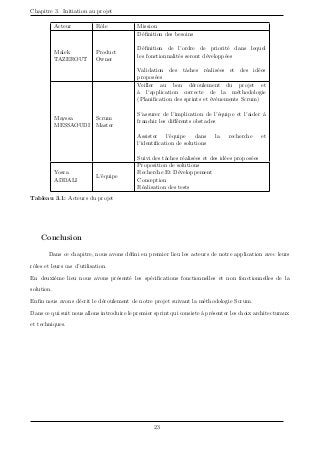 Chapitre 3. Initiation au projet
Acteur Rôle Mission
Définition des besoins
Définition de l'ordre de priorité dans lequel
les fonctionnalités seront développées
Malek
TAZEROUT
Product
Owner
Validation des tâches réalisées et des idées
proposées
Veiller au bon déroulement du projet et
à l'application correcte de la méthodologie
(Planification des sprints et événements Scrum)
Mayssa
MESSAOUDI
Scrum
Master
S'assurer de l'implication de l'équipe et l'aider à
franchir les différents obstacles
Assister l'équipe dans la recherche et
l'identification de solutions
Suivi des tâches réalisées et des idées proposées
Yosra
ADDALI
L'équipe
Proposition de solutions
Recherche Et Développement
Conception
Réalisation des tests
Tableau 3.1: Acteurs du projet
Conclusion
Dans ce chapitre, nous avons défini en premier lieu les acteurs de notre application avec leurs
rôles et leurs cas d'utilisation.
En deuxième lieu nous avons présenté les spécifications fonctionnelles et non fonctionnelles de la
solution.
Enfin nous avons décrit le déroulement de notre projet suivant la méthodologie Scrum.
Dans ce qui suit nous allons introduire le premier sprint qui consiste à présenter les choix architecturaux
et techniques.
23